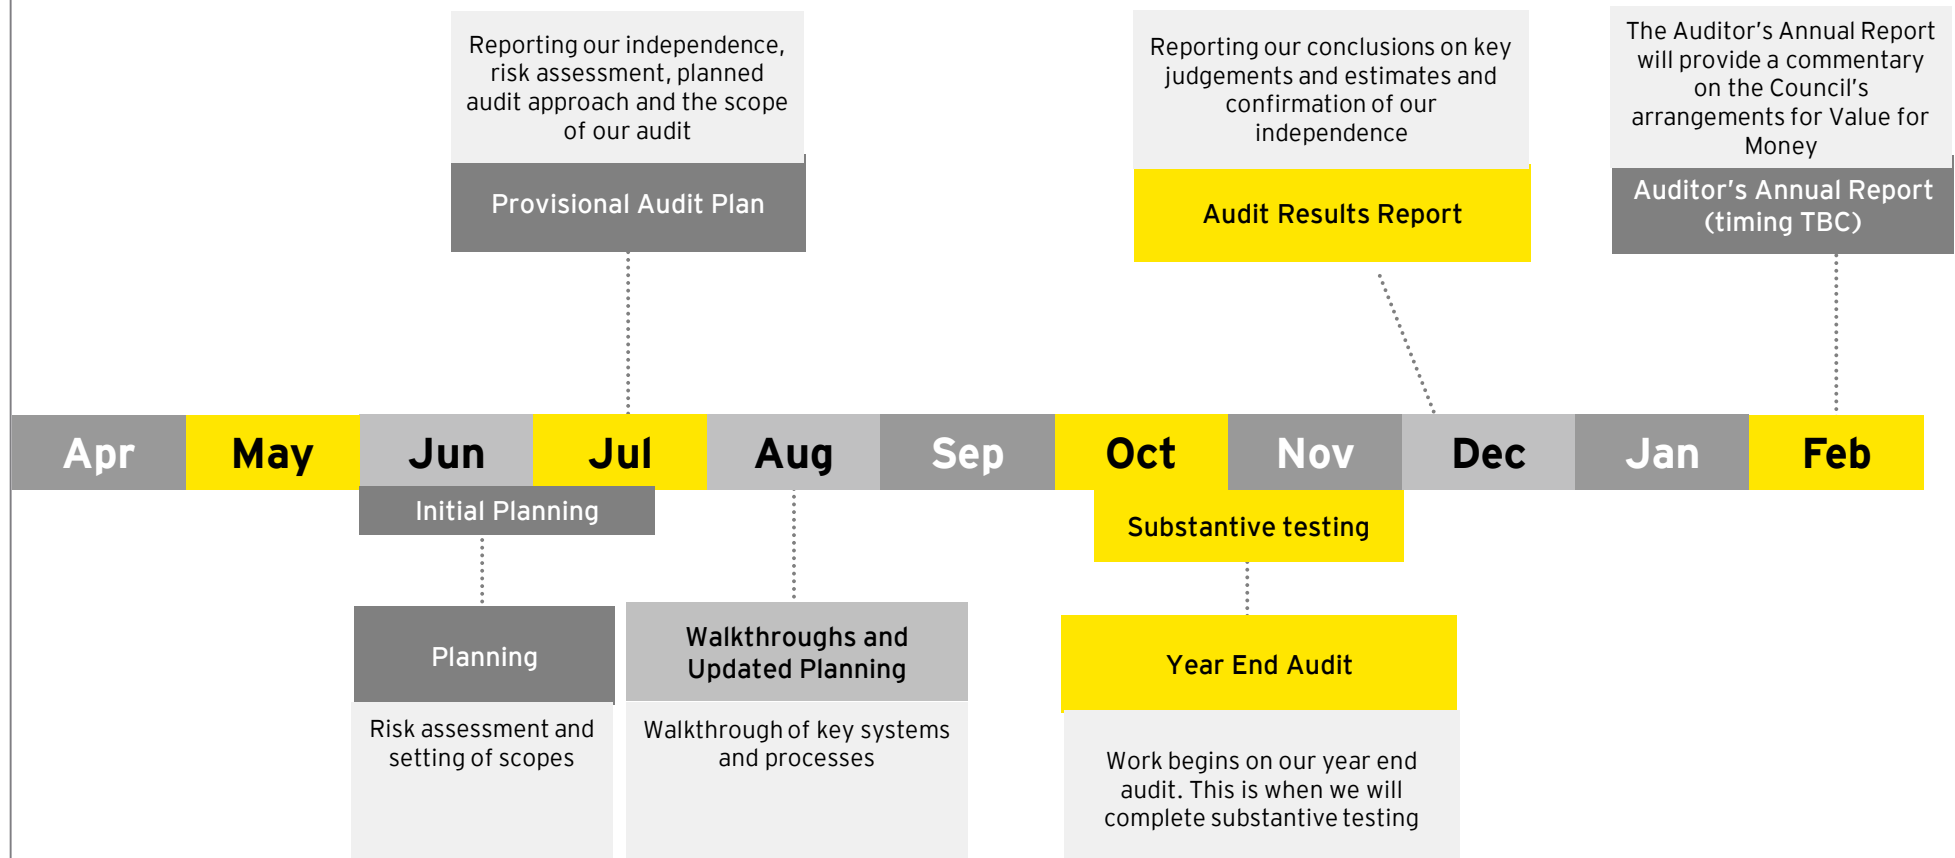 Reporting our independence,
risk assessment, planned
audit approach and the scope
of our audit
Provisional Audit Plan
Reporting our conclusions on key
judgements and estimates and
confirmation of our
independence
Audit Results Report
The Auditor's Annual Report
will provide a commentary
on the Council's
arrangements for Value for
Money
Auditor's Annual Report
(timing TBC)
Apr May Jun Jul Aug Sep Oct Nov Dec Jan Feb
Initial Planning
Substantive testing
Planning
Risk assessment and
setting of scopes
Walkthroughs and
Updated Planning
Walkthrough of key systems
and processes
Year End Audit
Work begins on our year end
audit. This is when we will
complete substantive testing